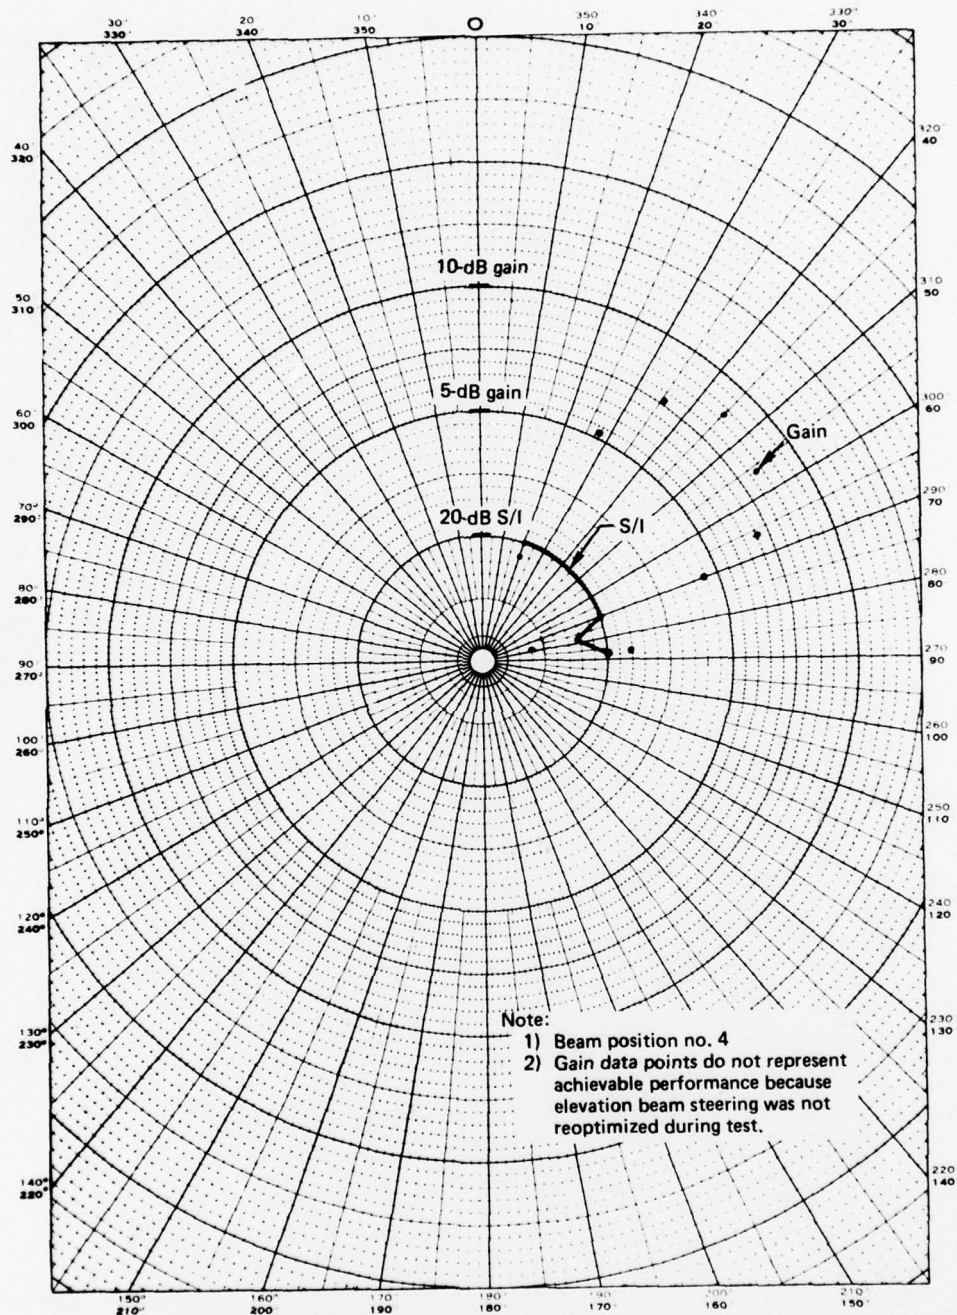 30° 20 10° 0 350° 340° 330°
330° 340 350 10° 20 30°
40° 320
320 40
10-dB gain
50 310
310 50
5-dB gain
60 300
300 60
Gain
20-dB S/I
S/I
70 290
290 70
80 280
280 80
90 270
270 90
100 260
260 100
110 250
250° 110
120° 240
240° 120
Note:
1) Beam position no. 4
2) Gain data points do not represent
achievable performance because
elevation beam steering was not
reoptimized during test.
130° 230
230° 130
140° 220
220° 140
150° 160 170 180 190 200 210
210 200 190 180 170 160 150